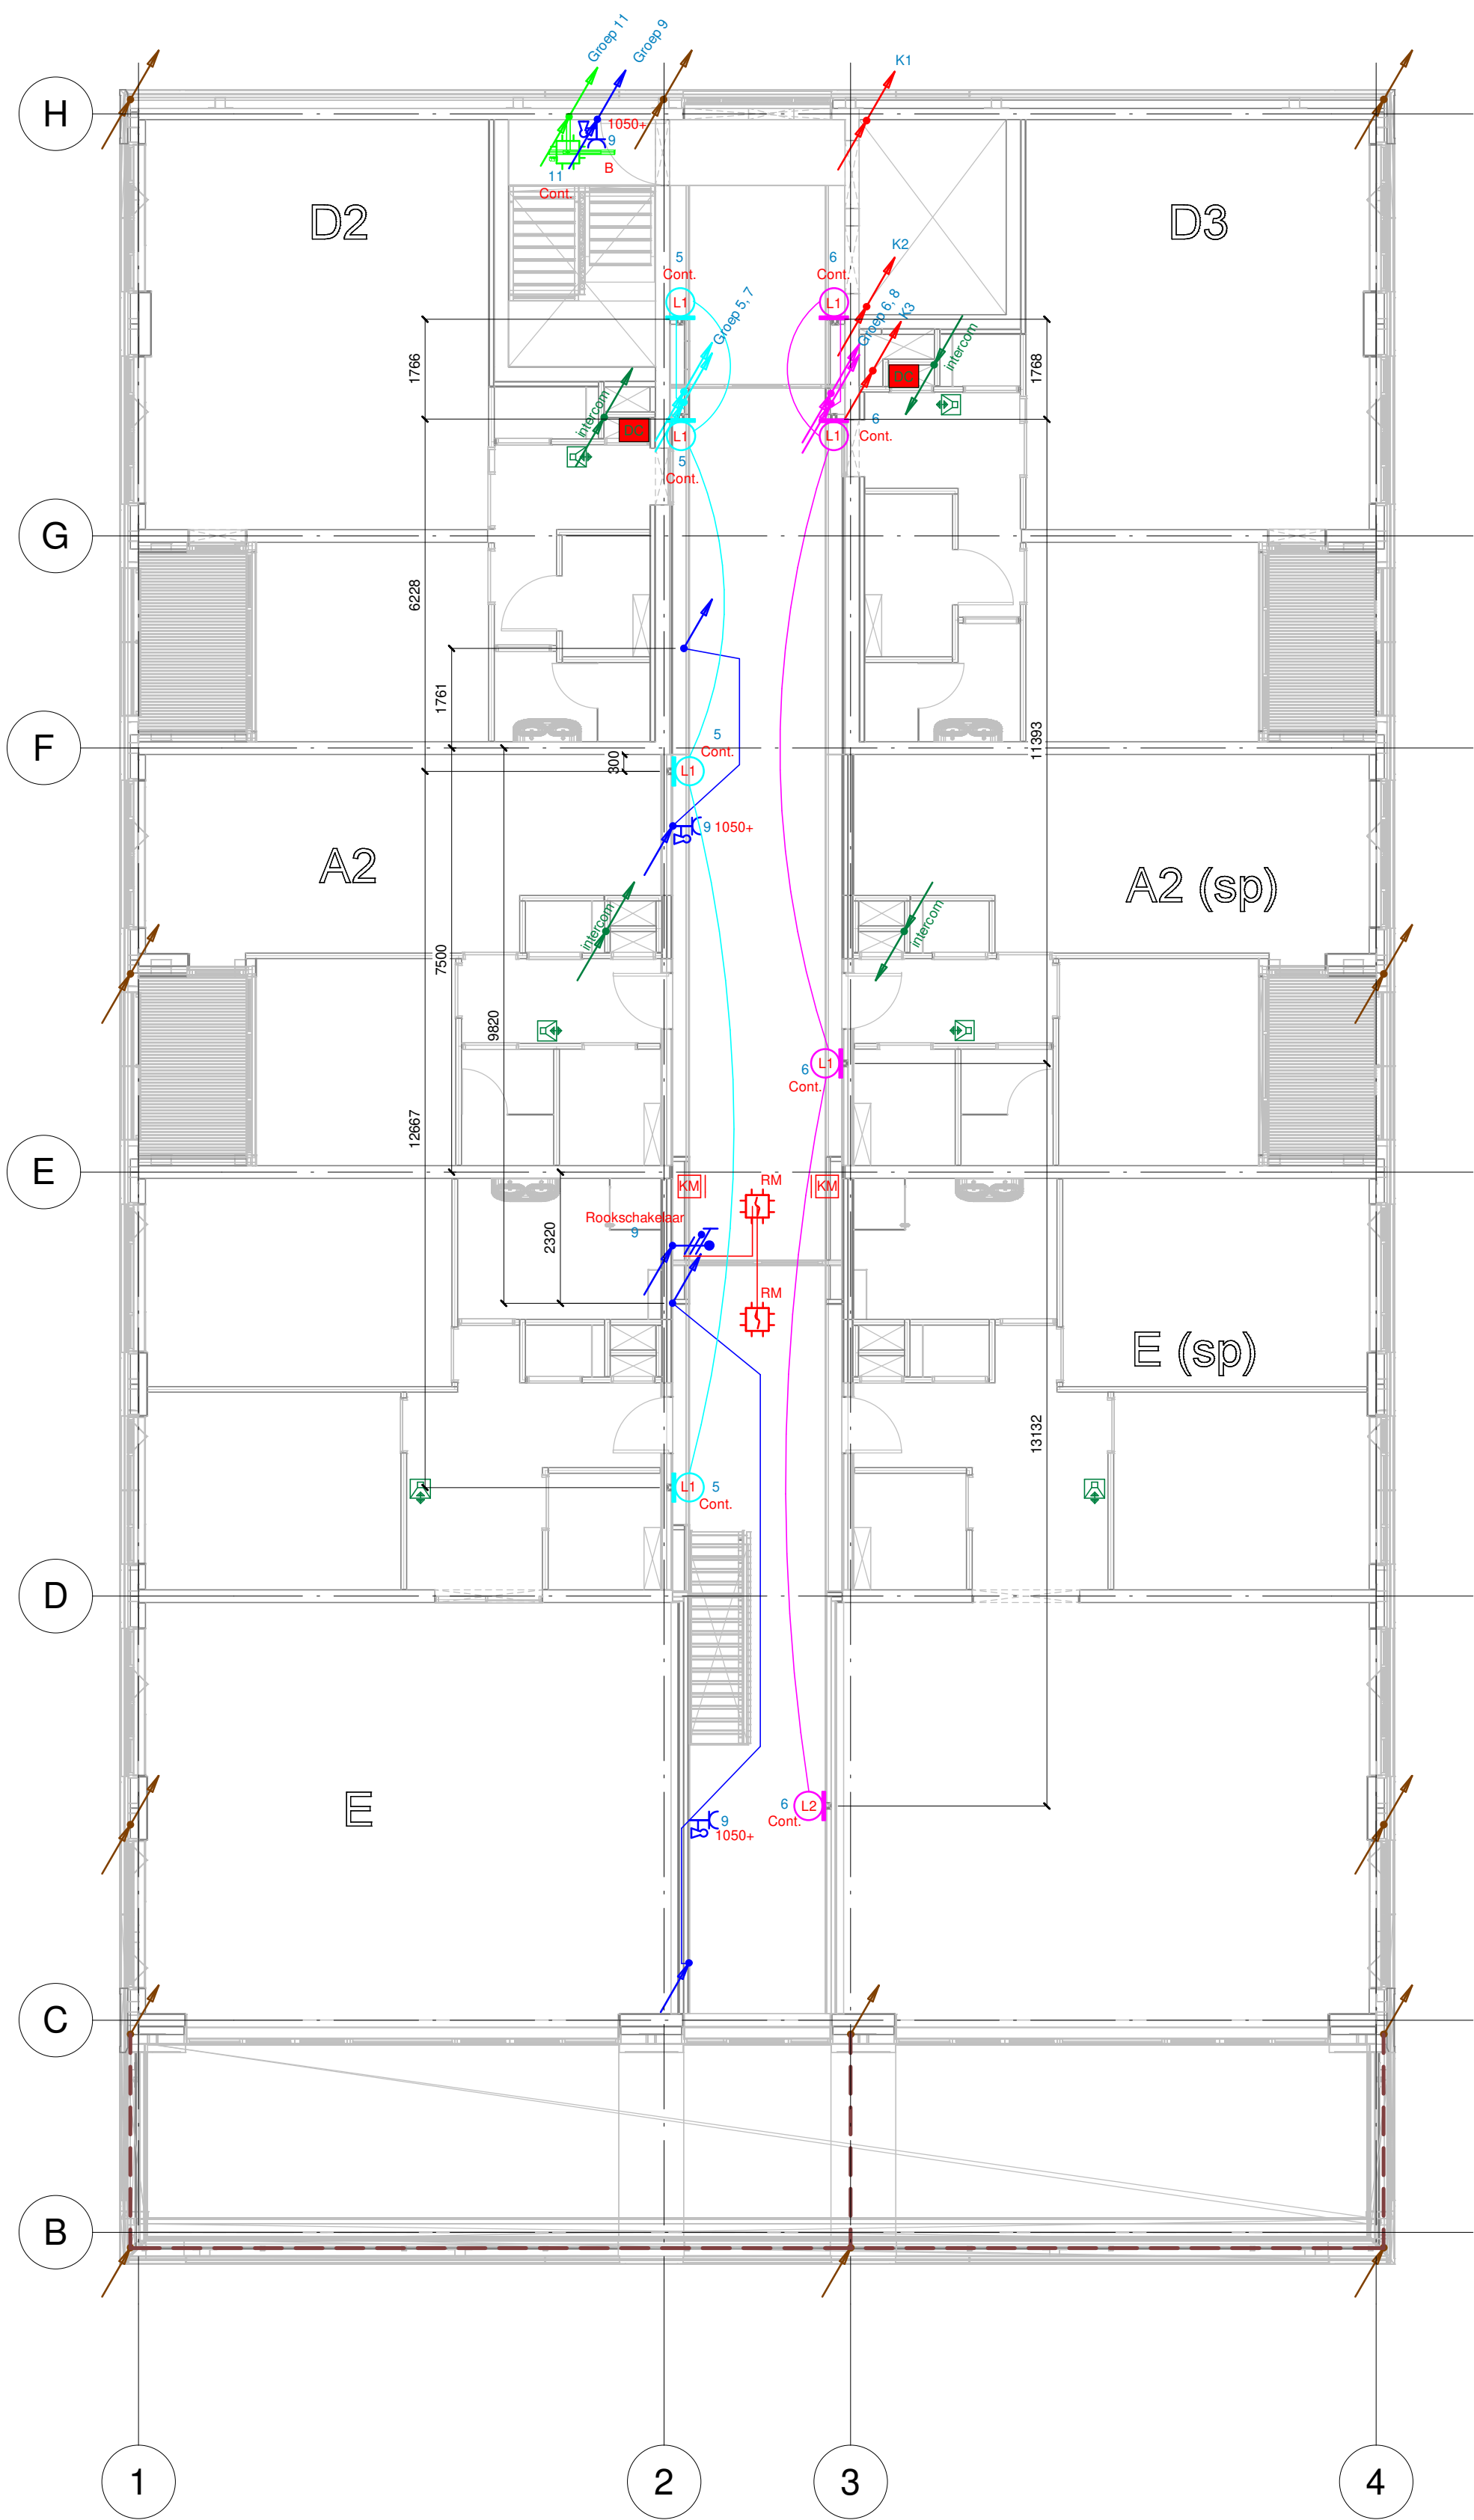 Groep 11
Groep 9
K1
H
1050+
9
B
11
Cont.
D2
D3
K2
5
Cont.
6
Cont.
L1
L1
Groep 5, 7
Groep 6, 8
K3
intercom
1766
1768
DC
intercom
DC
L1
L1
6
Cont.
5
Cont.
G
6228
1761
F
5
Cont.
300
L1
11393
9 1050+
A2
A2 (sp)
intercom
intercom
7500
9820
L1
6
Cont.
12667
E
KM
KM
RM
Rookschakelaar
9
2320
RM
E (sp)
13132
L1
5
Cont.
D
E
9
1050+
6
Cont.
L2
C
B
1
2
3
4